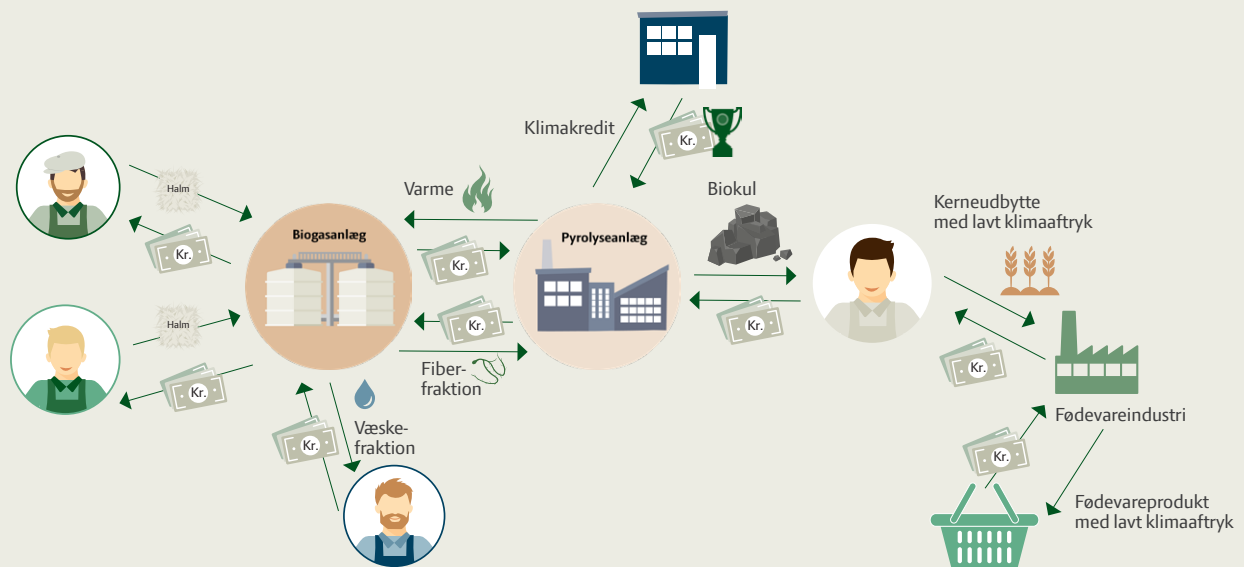 Klimakredit
Kr.
Halm
Kr.
Halm
Kr.
Biogasanlæg
Varme
Kr.
Kr.
Fiber-
fraktion
Pyrolyseanlæg
Væske-
fraktion
Kr.
Biokul
Kr.
Kerneudbytte
med lavt klimaaftryk
Kr.
Fødevareindustri
Kr.
Fødevareprodukt
med lavt klimaaftryk